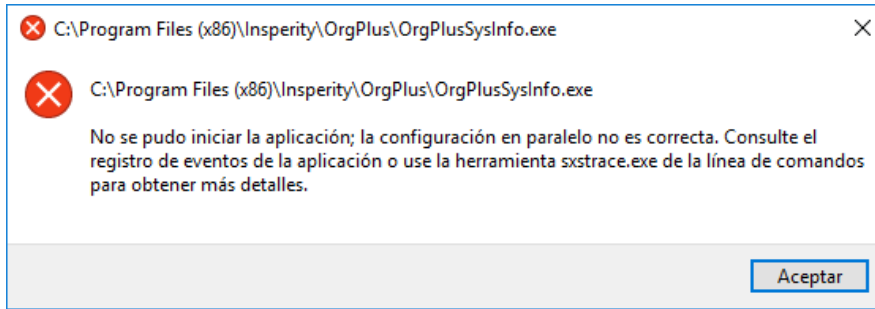 C:\Program Files (x86)\Insperity\OrgPlus\OrgPlusSysInfo.exe
C:\Program Files (x86)\Insperity\OrgPlus\OrgPlusSysInfo.exe
No se pudo iniciar la aplicación; la configuración en paralelo no es correcta. Consulte el
registro de eventos de la aplicación o use la herramienta sxstrace.exe de la línea de comandos
para obtener más detalles.
Aceptar